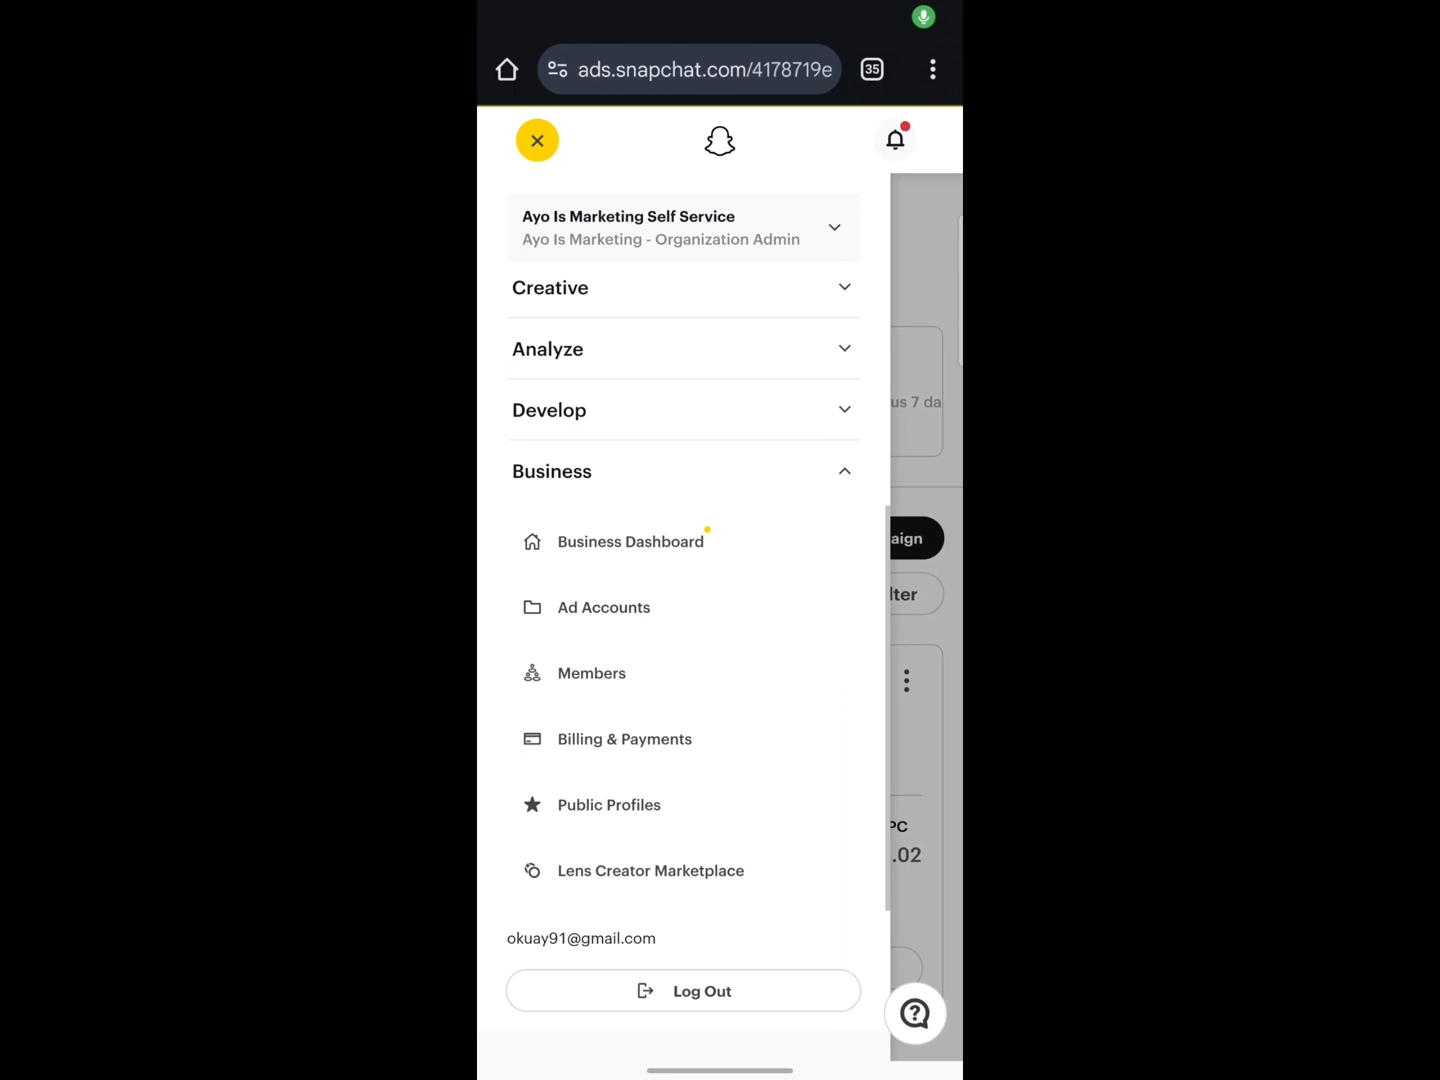 ads.snapchat.com/4178719e
35
Ayo Is Marketing Self Service
Ayo Is Marketing - Organization Admin
Creative
Analyze
us 7 da
Develop
Business
Business Dashboard
aign
Ad Accounts
lter
Members
Billing & Payments
Public Profiles
PC
.02
Lens Creator Marketplace
okuay91@gmail.com
Log Out